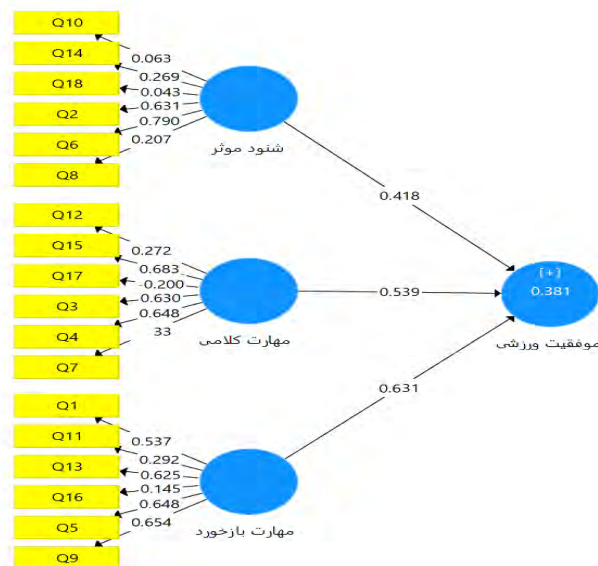 Q10
Q14
Q18
Q2
Q6
Q8
0.063
0.269
0.043
0.631
0.790
0.207
شنود موثر
0.418
Q12
Q15
Q17
Q3
Q4
Q7
0.272
0.683
-0.200
0.630
0.648
33
مهارت کلامی
0.539
[+]
0.381
موفقیت ورزشی
0.631
Q1
Q11
Q13
Q16
Q5
Q9
0.537
0.292
0.625
0.145
0.648
0.654
مهارت بازخورد